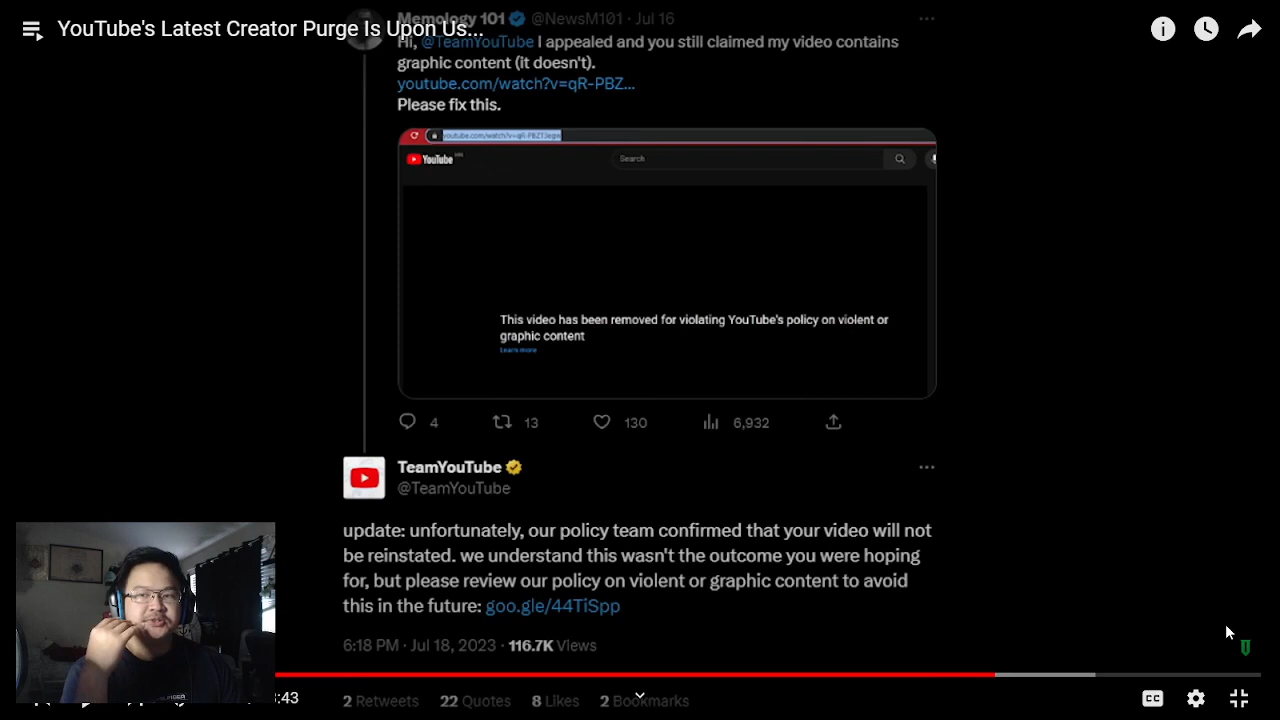 YouTube's Latest Creator Purge Is Upon Us...
Memology 101 @NewsM101 · Jul 16
Hi, @TeamYouTube I appealed and you still claimed my video contains
graphic content (it doesn't).
youtube.com/watch?v=qR-PBZ...
Please fix this.
YouTube
Search
This video has been removed for violating YouTube's policy on violent or
graphic content
Learn more
4 13 130 6,932
TeamYouTube
@TeamYouTube
update: unfortunately, our policy team confirmed that your video will not
be reinstated. we understand this wasn't the outcome you were hoping
for, but please review our policy on violent or graphic content to avoid
this in the future: goo.gle/44TiSpp
6:18 PM · Jul 18, 2023 · 116.7K Views
:43
2 Retweets 22 Quotes 8 Likes 2 Bookmarks
CC